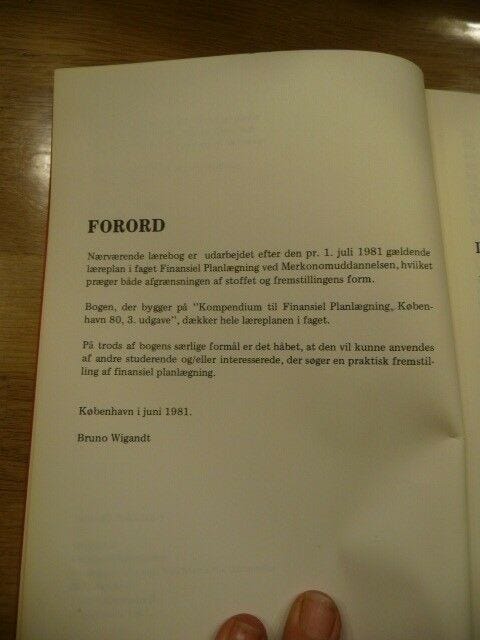 FORORD
Nærværende lærebog er udarbejdet efter den pr. 1. juli 1981 gældende
læreplan i faget Finansiel Planlægning ved Merkonomuddannelsen, hvilket
præger både afgrænsningen af stoffet og fremstillingens form.
Bogen, der bygger på "Kompendium til Finansiel Planlægning, Køben-
havn 80, 3. udgave", dækker hele læreplanen i faget.
På trods af bogens særlige formål er det håbet, at den vil kunne anvendes
af andre studerende og/eller interesserede, der søger en praktisk fremstil-
ling af finansiel planlægning.
København i juni 1981.
Bruno Wigandt